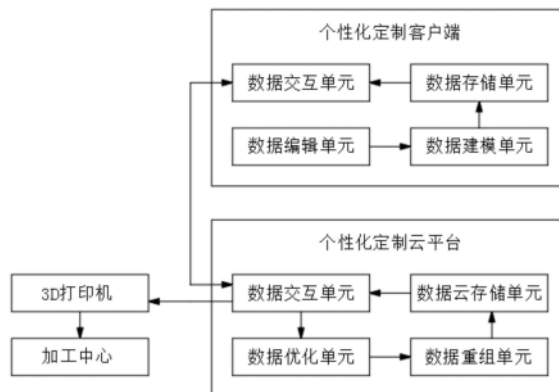 个性化定制客户端
数据交互单元
数据存储单元
数据编辑单元
数据建模单元
个性化定制云平台
3D打印机
数据交互单元
数据云存储单元
加工中心
数据优化单元
数据重组单元